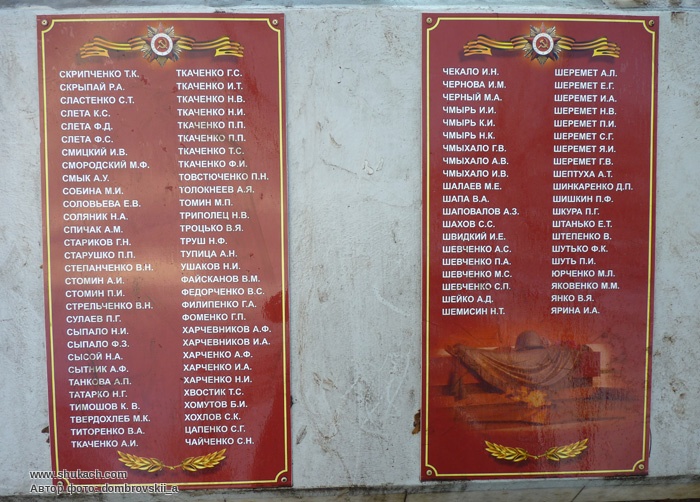 СКРИПЧЕНКО Т.К.
СКРЫПАЙ Р.А.
СЛАСТЕНКО С.Т.
СЛЕТА К.С.
СЛЕТА Ф.Д.
СЛЕТА Ф.С.
СМИЦКИЙ И.В.
СМОРОДСКИЙ М.Ф.
СМЫК А.У.
СОБИНА М.И.
СОЛОВЬЕВА Е.В.
СОЛЯНИК Н.А.
СПИЧАК А.М.
СТАРИКОВ Г.Н.
СТАРУШКО П.П.
СТЕПАНЧЕНКО В.Н.
СТОМИН А.И.
СТОМИН П.И.
СТРЕЛЬЧЕНКО В.Н.
СУЛАЕВ П.Г.
СЫПАЛО Н.И.
СЫПАЛО Ф.З.
СЫСОЙ Н.А.
СЫТНИК А.Ф.
ТАНКОВА А.П.
ТАТАРКО Н.Г.
ТИМОШОВ К. В.
ТВЕРДОХЛЕБ М.К.
ТИТОРЕНКО В.А.
ТКАЧЕНКО А.И.
ТКАЧЕНКО Г.С.
ТКАЧЕНКО И.Т.
ТКАЧЕНКО Н.В.
ТКАЧЕНКО Н.И.
ТКАЧЕНКО П.П.
ТКАЧЕНКО П.П.
ТКАЧЕНКО Т.С.
ТКАЧЕНКО Ф.И.
ТОВСТЮЧЕНКО П.Н.
ТОЛОКНЕЕВ А.Я.
ТОМИН М.П.
ТРИПОЛЕЦ Н.В.
ТРОЦЬКО В.Я.
ТРУШ Н.Ф.
ТУПИЦА А.Н.
УШАКОВ Н.И.
ФАЙСКАНОВ В.М.
ФЕДОРЧЕНКО В.С.
ФИЛИПЕНКО Г.А.
ФОМЕНКО Г.П.
ХАРЧЕВНИКОВ А.Ф.
ХАРЧЕВНИКОВ И.А.
ХАРЧЕНКО А.Ф.
ХАРЧЕНКО И.А.
ХАРЧЕНКО Н.И.
ХВОСТИК Т.С.
ХОМУТОВ Б.И.
ХОХЛОВ С.К.
ЦАПЕНКО С.Г.
ЧАЙЧЕНКО С.Н.
ЧЕКАЛО И.Н.
ЧЕРНОВА И.М.
ЧЕРНЫЙ М.А.
ЧМЫРЬ И.И.
ЧМЫРЬ К.И.
ЧМЫРЬ Н.К.
ЧМЫХАЛО Г.В.
ЧМЫХАЛО А.В.
ЧМЫХАЛО И.В.
ШАЛАЕВ М.Е.
ШАПА В.А.
ШАПОВАЛОВ А.З.
ШАХОВ С.С.
ШВИДКИЙ И.Е.
ШЕВЧЕНКО А.С.
ШЕВЧЕНКО П.А.
ШЕВЧЕНКО М.С.
ШЕБЧЕНКО С.П.
ШЕЙКО А.Д.
ШЕМИСИН Н.Т.
ШЕРЕМЕТ А.Л.
ШЕРЕМЕТ Е.Г.
ШЕРЕМЕТ И.А.
ШЕРЕМЕТ Н.В.
ШЕРЕМЕТ П.И.
ШЕРЕМЕТ С.Г.
ШЕРЕМЕТ Я.И.
ШЕРЕМЕТ Г.В.
ШЕПТУХА А.Т.
ШИНКАРЕНКО Д.П.
ШИШКИН П.Ф.
ШКУРА П.Г.
ШТАНЬКО Е.Т.
ШТЕПЕНКО В.
ШУТЬКО Ф.К.
ШУТЬ П.И.
ЮРЧЕНКО М.Л.
ЯКОВЕНКО М.М.
ЯНКО В.Я.
ЯРИНА И.А.
www.shukach.com
Автор фото: dombrovskii_a